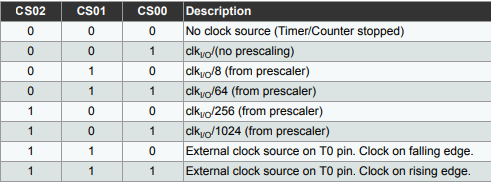 CS02 CS01 CS00 Description
0 0 0 No clock source (Timer/Counter stopped)
0 0 1 clkI/O/(no prescaling)
0 1 0 clkI/O/8 (from prescaler)
0 1 1 clkI/O/64 (from prescaler)
1 0 0 clkI/O/256 (from prescaler)
1 0 1 clkI/O/1024 (from prescaler)
1 1 0 External clock source on T0 pin. Clock on falling edge.
1 1 1 External clock source on T0 pin. Clock on rising edge.